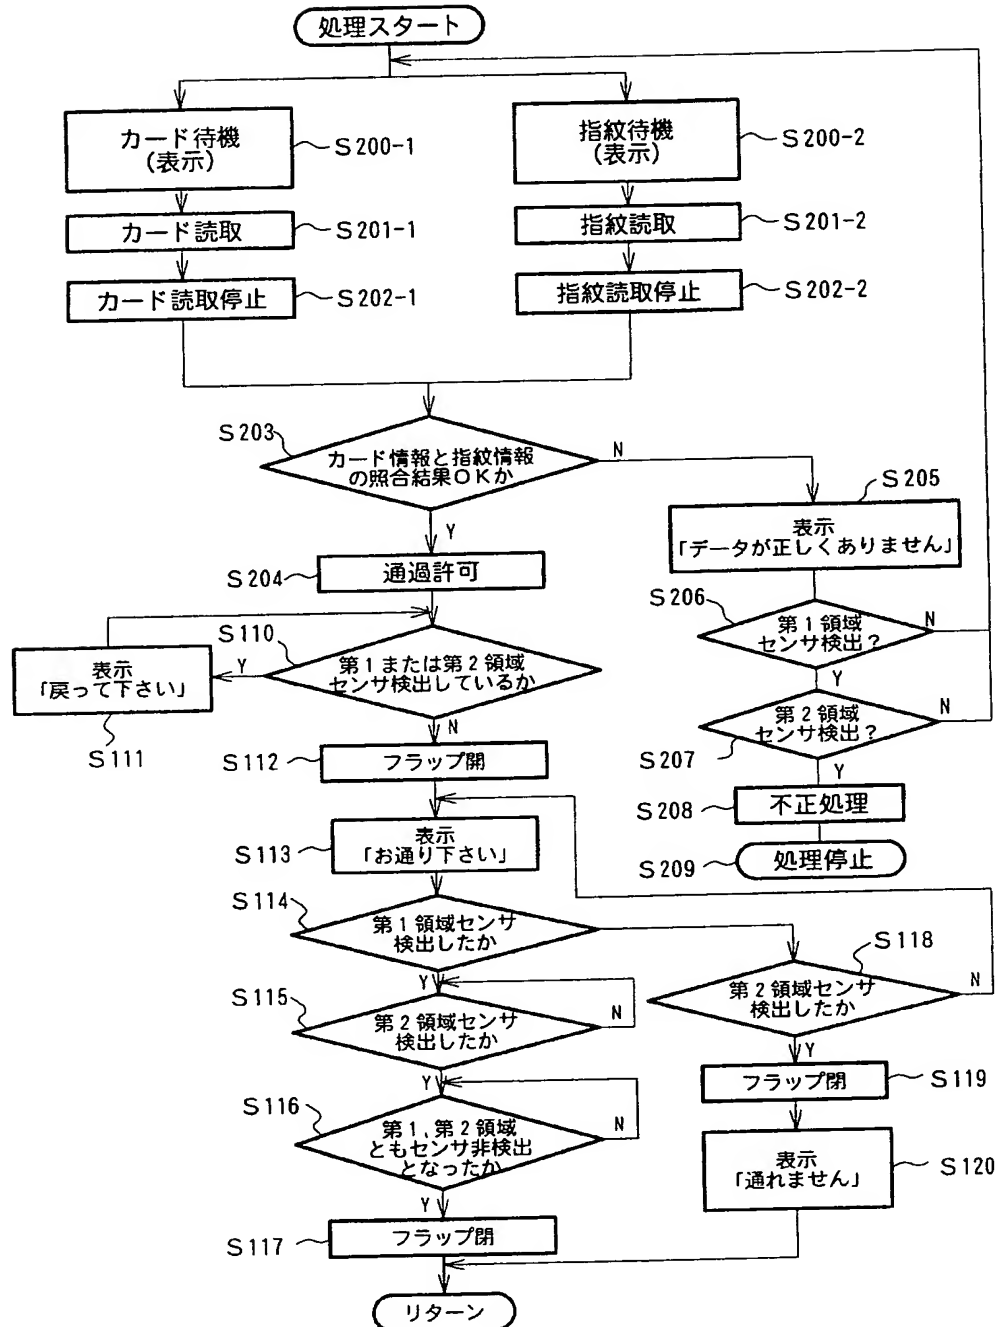 処理スタート
カード待機
(表示)
S200-1
指紋待機
(表示)
S200-2
カード読取
S201-1
指紋読取
S201-2
カード読取停止
S202-1
指紋読取停止
S202-2
S203
カード情報と指紋情報
の照合結果OKか
N
Y
S205
表示
「データが正しくありません」
S204
通過許可
S206
第1領域
センサ検出?
N
Y
S110
第1または第2領域
センサ検出しているか
Y
N
表示
「戻って下さい」
S111
S207
第2領域
センサ検出?
N
Y
S112
フラップ開
S208
不正処理
S209
処理停止
S113
表示
「お通り下さい」
S114
第1領域センサ
検出したか
Y
S118
第2領域センサ
検出したか
N
Y
S115
第2領域センサ
検出したか
N
Y
フラップ閉
S119
S116
第1,第2領域
ともセンサ非検出
となったか
N
Y
表示
「通れません」
S120
S117
フラップ閉
リターン